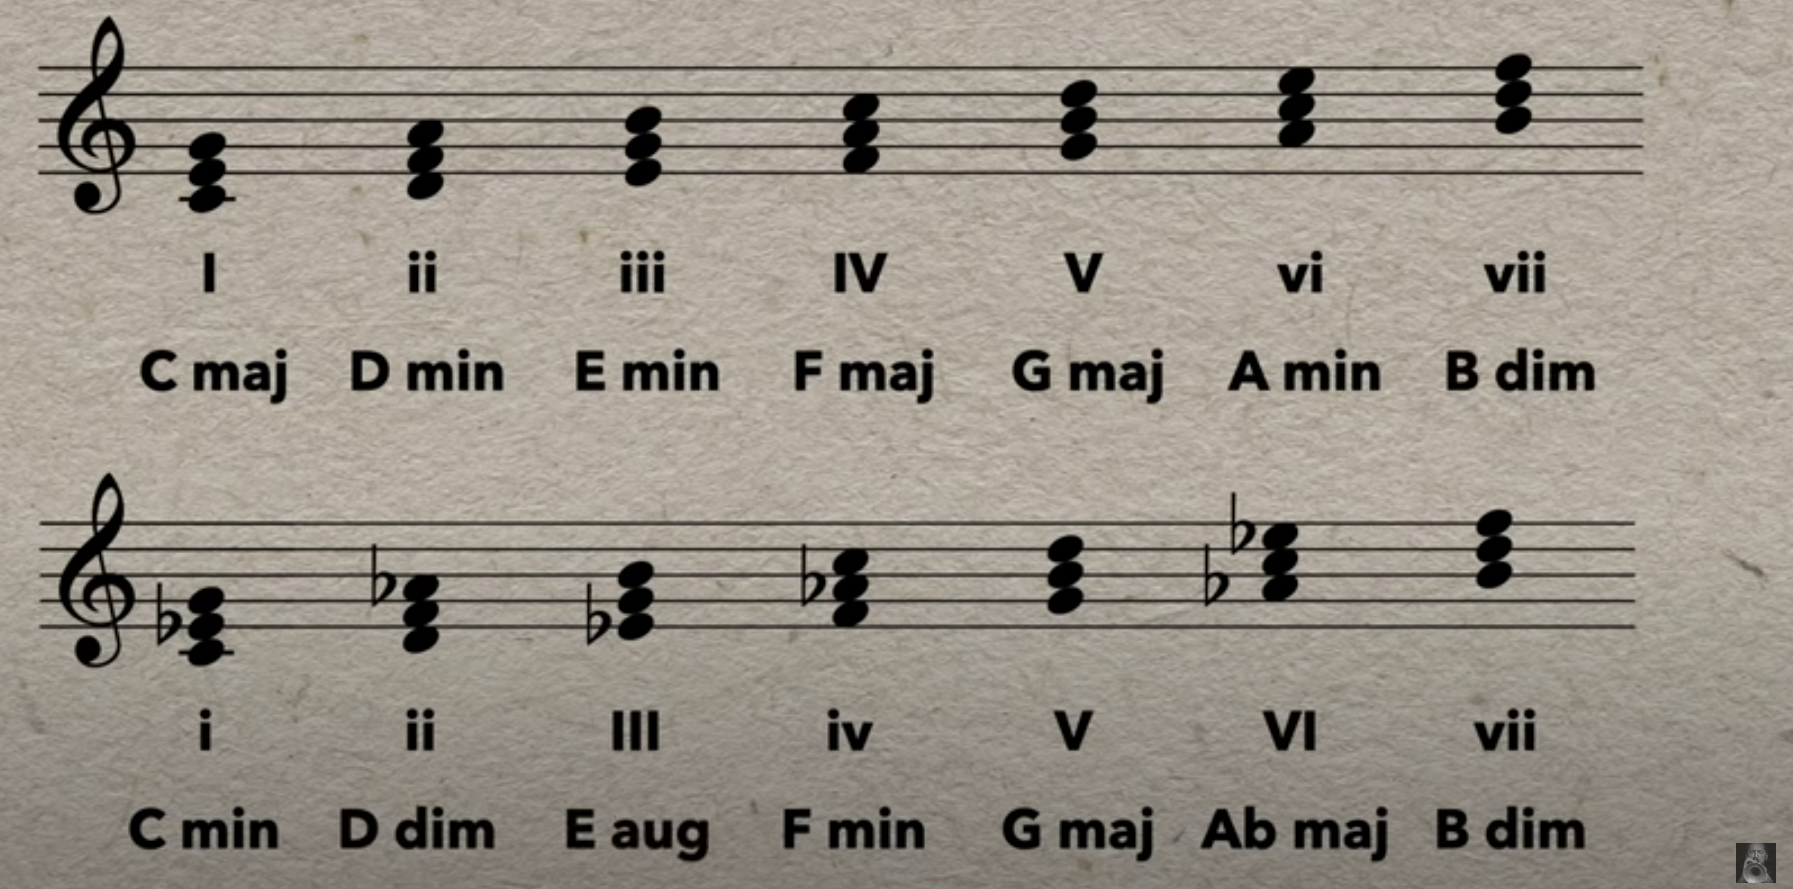 I ii iii IV V vi vii
C maj D min E min F maj G maj A min B dim
i ii III iv V VI vii
C min D dim E aug F min G maj Ab maj B dim